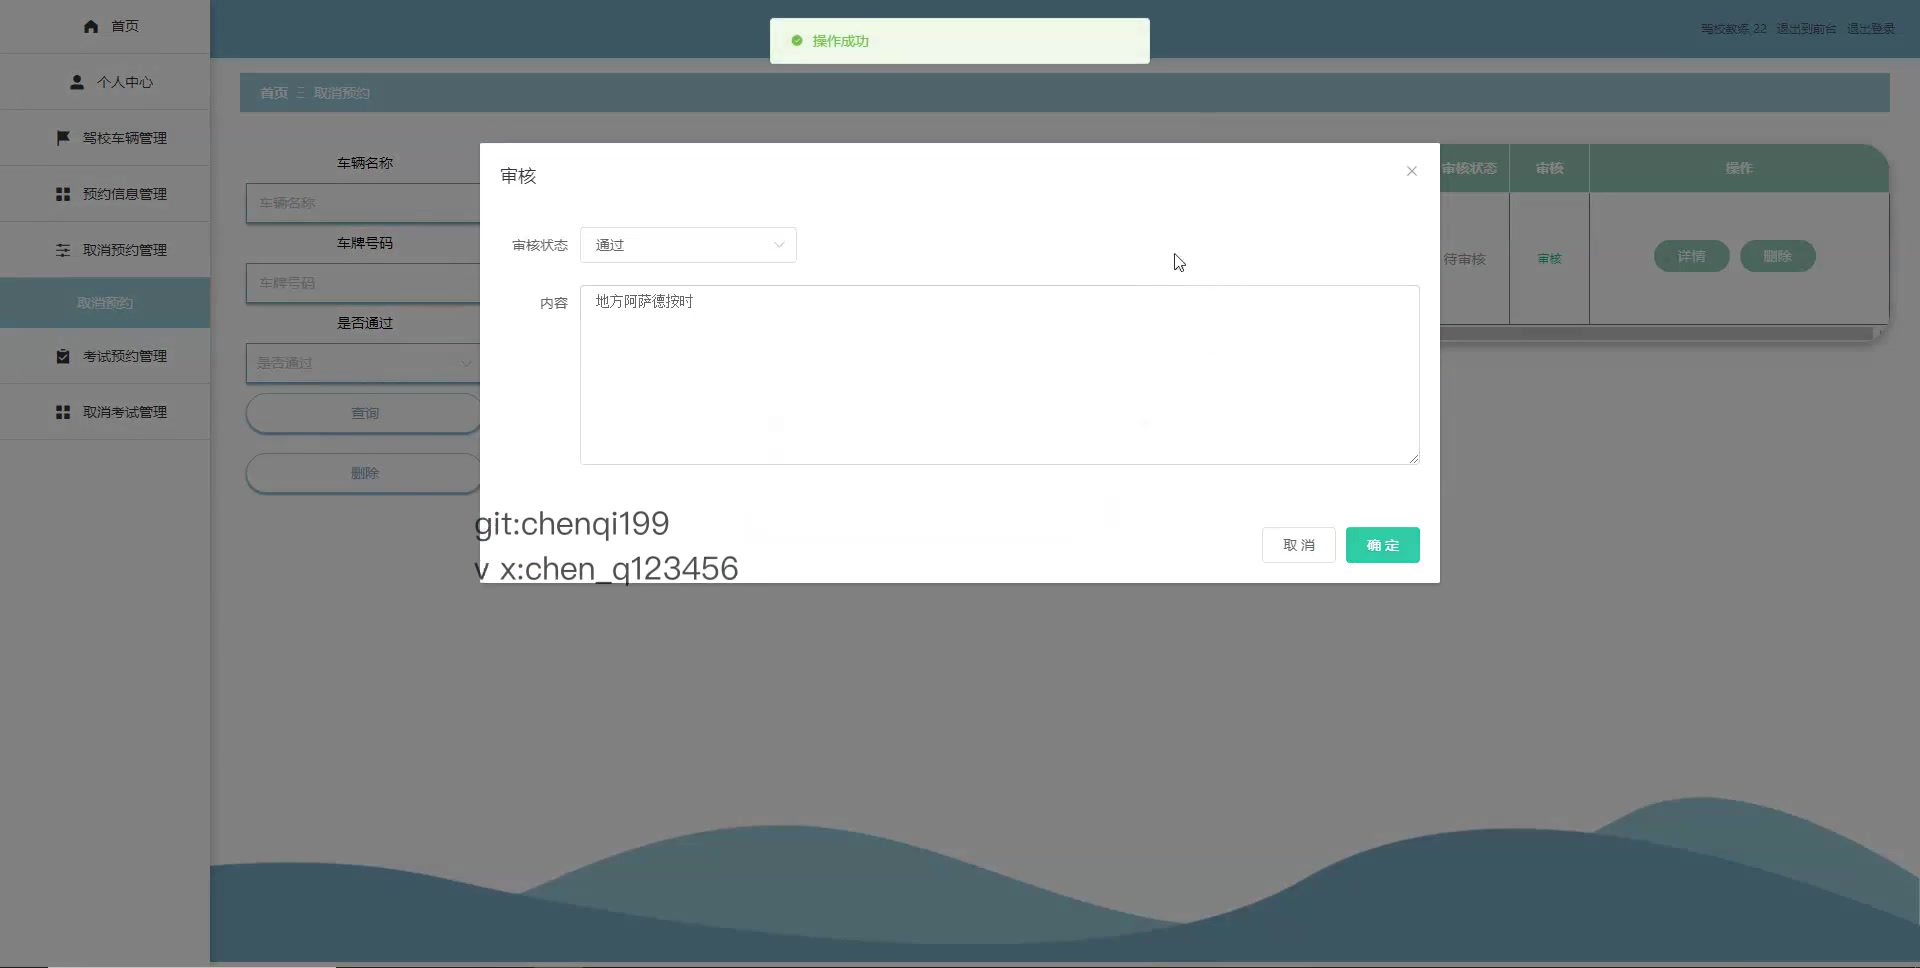 首页
个人中心
驾校车辆管理
预约信息管理
取消预约管理
取消预约
考试预约管理
取消考试管理
操作成功
驾校教练 22 退出到前台 退出登录
首页 取消预约
车辆名称
车辆名称
车牌号码
车牌号码
是否通过
是否通过
查询
删除
审核
审核状态 通过
内容 地方阿萨德按时
取消 确定
审核状态 审核 操作
待审核 审核 详情 删除
git:chenqi199
v x:chen_q123456